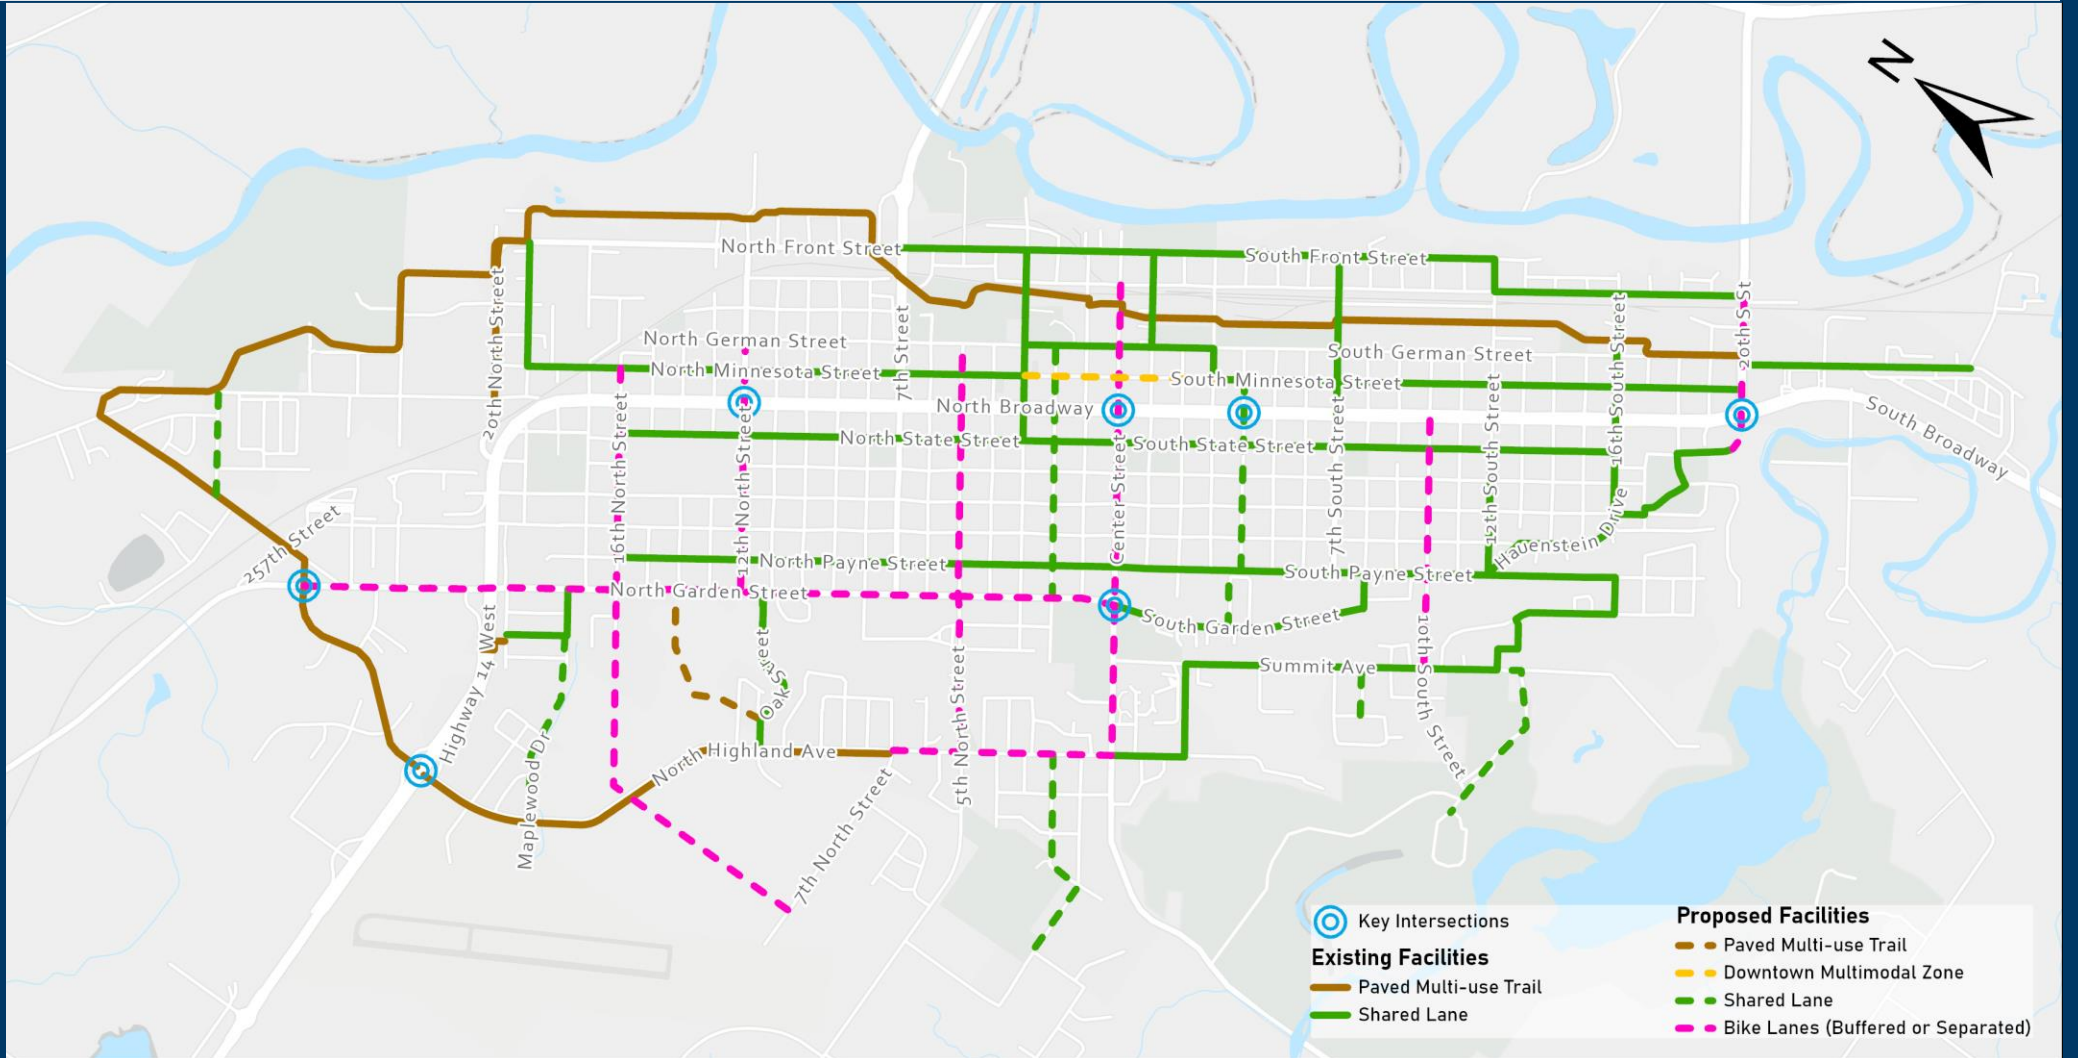 N
North Front Street
South Front Street
20th North Street
7th Street
20th St
North German Street
South German Street
North Minnesota Street
South Minnesota Street
16th South Street
North Broadway
South Broadway
16th North Street
12th North Street
North State Street
South State Street
Center Street
7th South Street
12th South Street
257th Street
Hauenstein Drive
North Payne Street
South Payne Street
North Garden Street
South Garden Street
Highway 14 West
Oak Street
5th North Street
Summit Ave
10th South Street
Maplewood Dr
North Highland Ave
7th North Street
Key Intersections
Existing Facilities
Paved Multi-use Trail
Shared Lane
Proposed Facilities
Paved Multi-use Trail
Downtown Multimodal Zone
Shared Lane
Bike Lanes (Buffered or Separated)